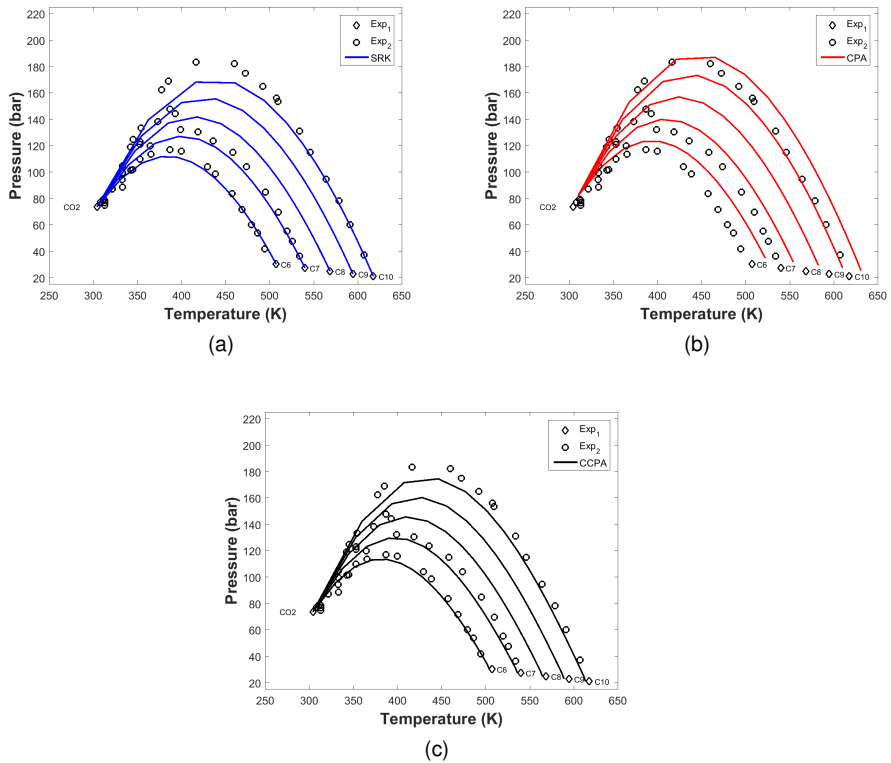 220
200
180
160
140
120
100
80
60
40
20
Pressure (bar)
250 300 350 400 450 500 550 600 650
Temperature (K)
Exp1
Exp2
SRK
CO2
C6 C7 C8 C9 C10
(a)
220
200
180
160
140
120
100
80
60
40
20
Pressure (bar)
250 300 350 400 450 500 550 600 650
Temperature (K)
Exp1
Exp2
CPA
CO2
C6 C7 C8 C9 C10
(b)
220
200
180
160
140
120
100
80
60
40
20
Pressure (bar)
250 300 350 400 450 500 550 600 650
Temperature (K)
Exp1
Exp2
CCPA
CO2
C6 C7 C8 C9 C10
(c)